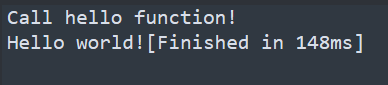 Call hello function!
Hello world![Finished in 148ms]